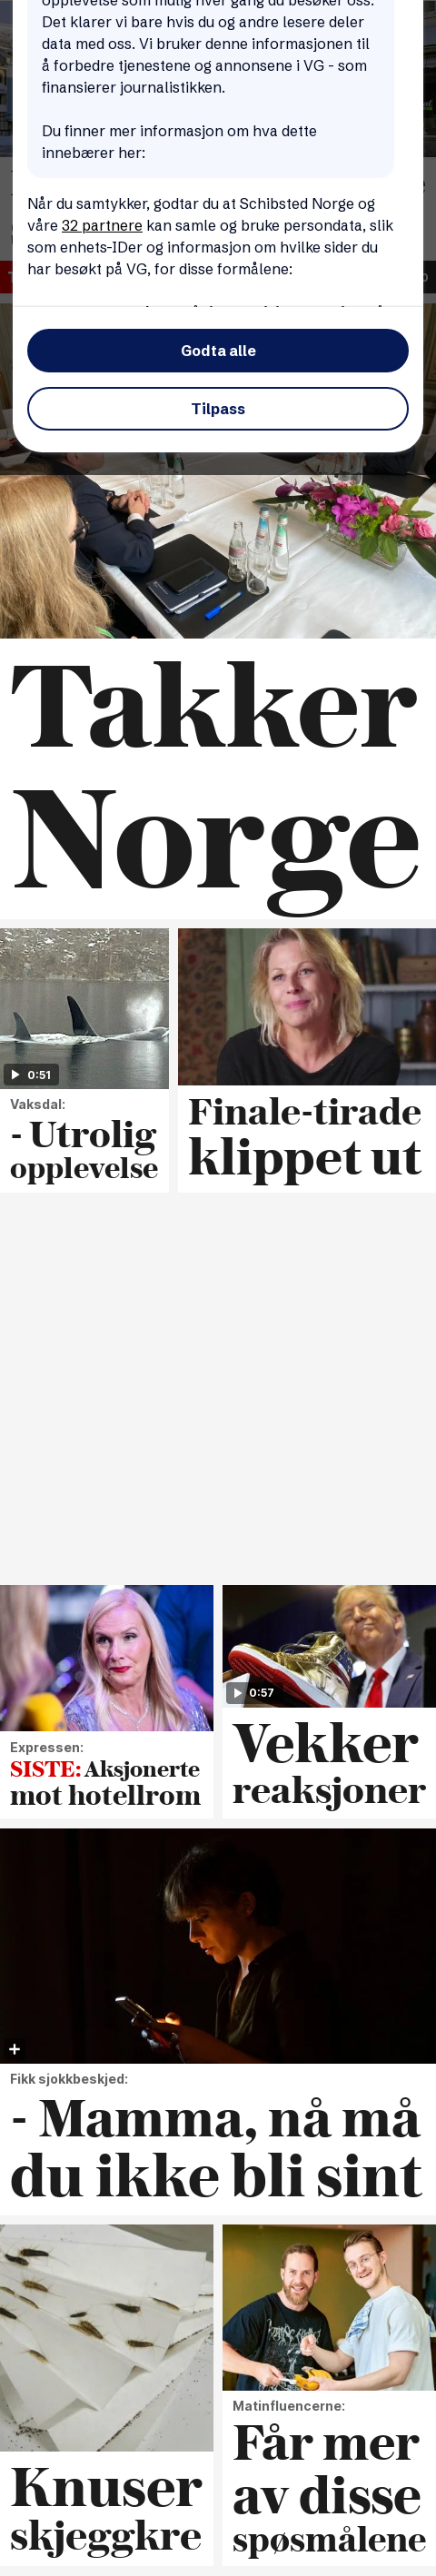 Det klarer vi bare hvis du og andre lesere deler
data med oss. Vi bruker denne informasjonen til
å forbedre tjenestene og annonsene i VG - som
finansierer journalistikken.
Du finner mer informasjon om hva dette
innebærer her:
Når du samtykker, godtar du at Schibsted Norge og
våre 32 partnere kan samle og bruke persondata, slik
som enhets-IDer og informasjon om hvilke sider du
har besøkt på VG, for disse formålene:
Godta alle
Tilpass
Takker
Norge
0:51
Vaksdal:
- Utrolig
opplevelse
Finale-tirade
klippet ut
Expressen:
SISTE: Aksjonerte
mot hotellrom
0:57
Vekker
reaksjoner
Fikk sjokkbeskjed:
- Mamma, nå må
du ikke bli sint
Knuser
skjeggkre
Matinfluencerne:
Får mer
av disse
spøsmålene